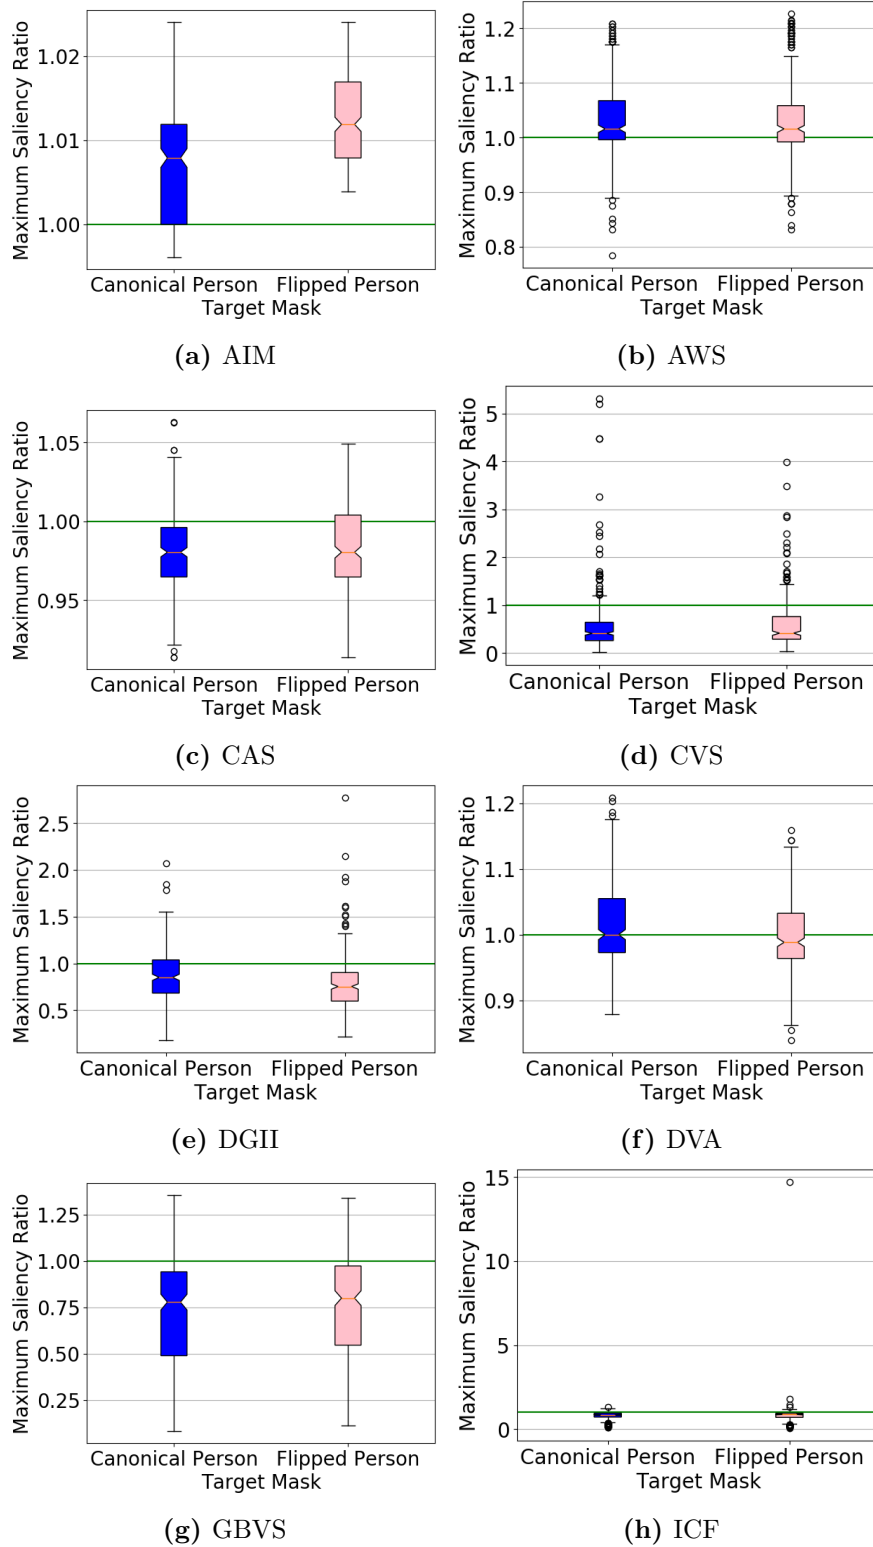 Maximum Saliency Ratio
1.02
1.01
1.00
Canonical Person Flipped Person
Target Mask
(a) AIM
Maximum Saliency Ratio
1.2
1.1
1.0
0.9
0.8
Canonical Person Flipped Person
Target Mask
(b) AWS
Maximum Saliency Ratio
1.05
1.00
0.95
Canonical Person Flipped Person
Target Mask
(c) CAS
Maximum Saliency Ratio
5
4
3
2
1
0
Canonical Person Flipped Person
Target Mask
(d) CVS
Maximum Saliency Ratio
2.5
2.0
1.5
1.0
0.5
Canonical Person Flipped Person
Target Mask
(e) DGII
Maximum Saliency Ratio
1.2
1.1
1.0
0.9
Canonical Person Flipped Person
Target Mask
(f) DVA
Maximum Saliency Ratio
1.25
1.00
0.75
0.50
0.25
Canonical Person Flipped Person
Target Mask
(g) GBVS
Maximum Saliency Ratio
15
10
5
0
Canonical Person Flipped Person
Target Mask
(h) ICF